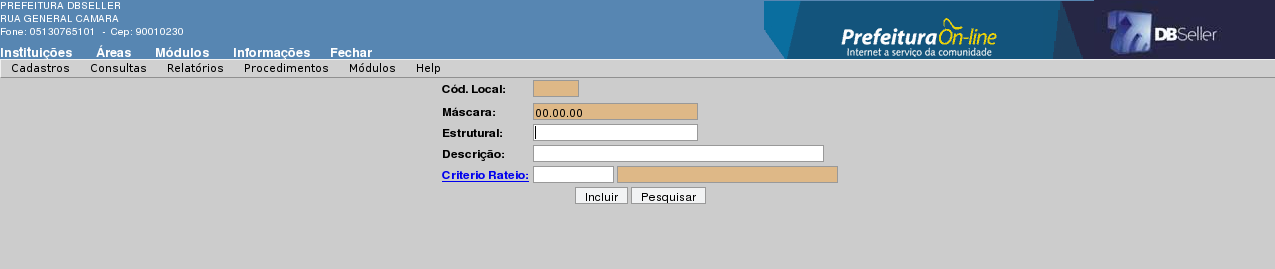 PREFEITURA DBSELLER
RUA GENERAL CAMARA
Fone: 05130765101 - Cep: 90010230
Prefeitura On-line
Internet a serviço da comunidade
DBSeller
Instituições Áreas Módulos Informações Fechar
Cadastros Consultas Relatórios Procedimentos Módulos Help
Cód. Local:
Máscara: 00.00.00
Estrutural:
Descrição:
Criterio Rateio:
Incluir Pesquisar